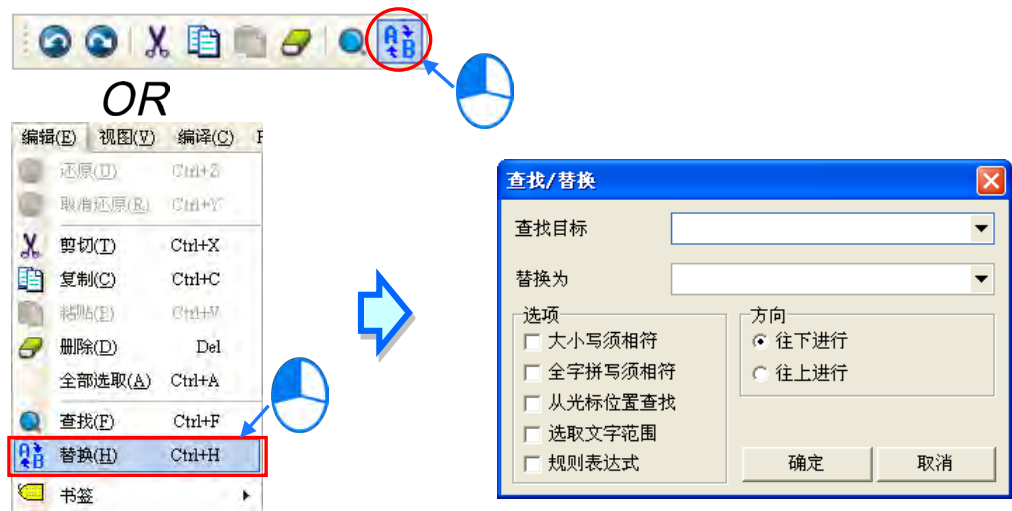 OR
编辑(E) 视图(V) 编译(C)
还原(U) Ctrl+Z
取消还原(R) Ctrl+Y
剪切(T) Ctrl+X
复制(C) Ctrl+C
粘贴(P) Ctrl+V
删除(D) Del
全部选取(A) Ctrl+A
查找(F) Ctrl+F
替换(H) Ctrl+H
书签
查找/替换
查找目标
替换为
选项
大小写须相符
全字拼写须相符
从光标位置查找
选取文字范围
规则表达式
方向
往下进行
往上进行
确定 取消